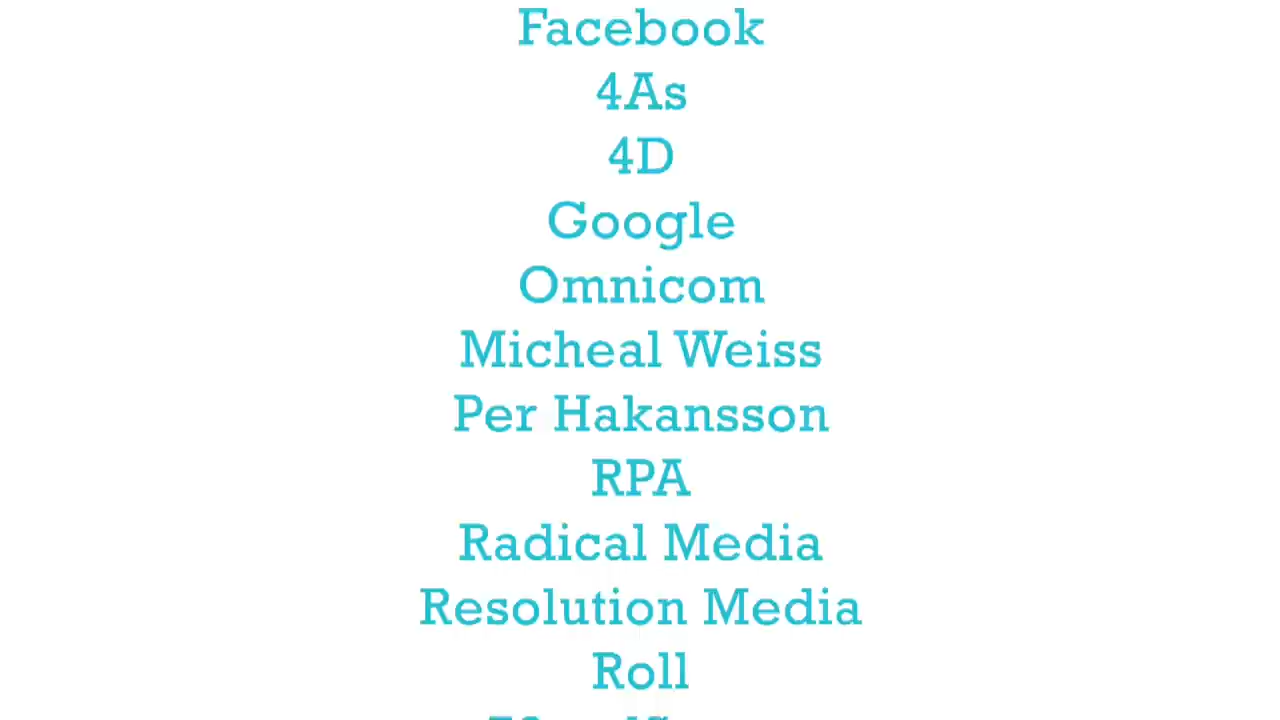 Facebook
4As
4D
Google
Omnicom
Micheal Weiss
Per Hakansson
RPA
Radical Media
Resolution Media
Roll